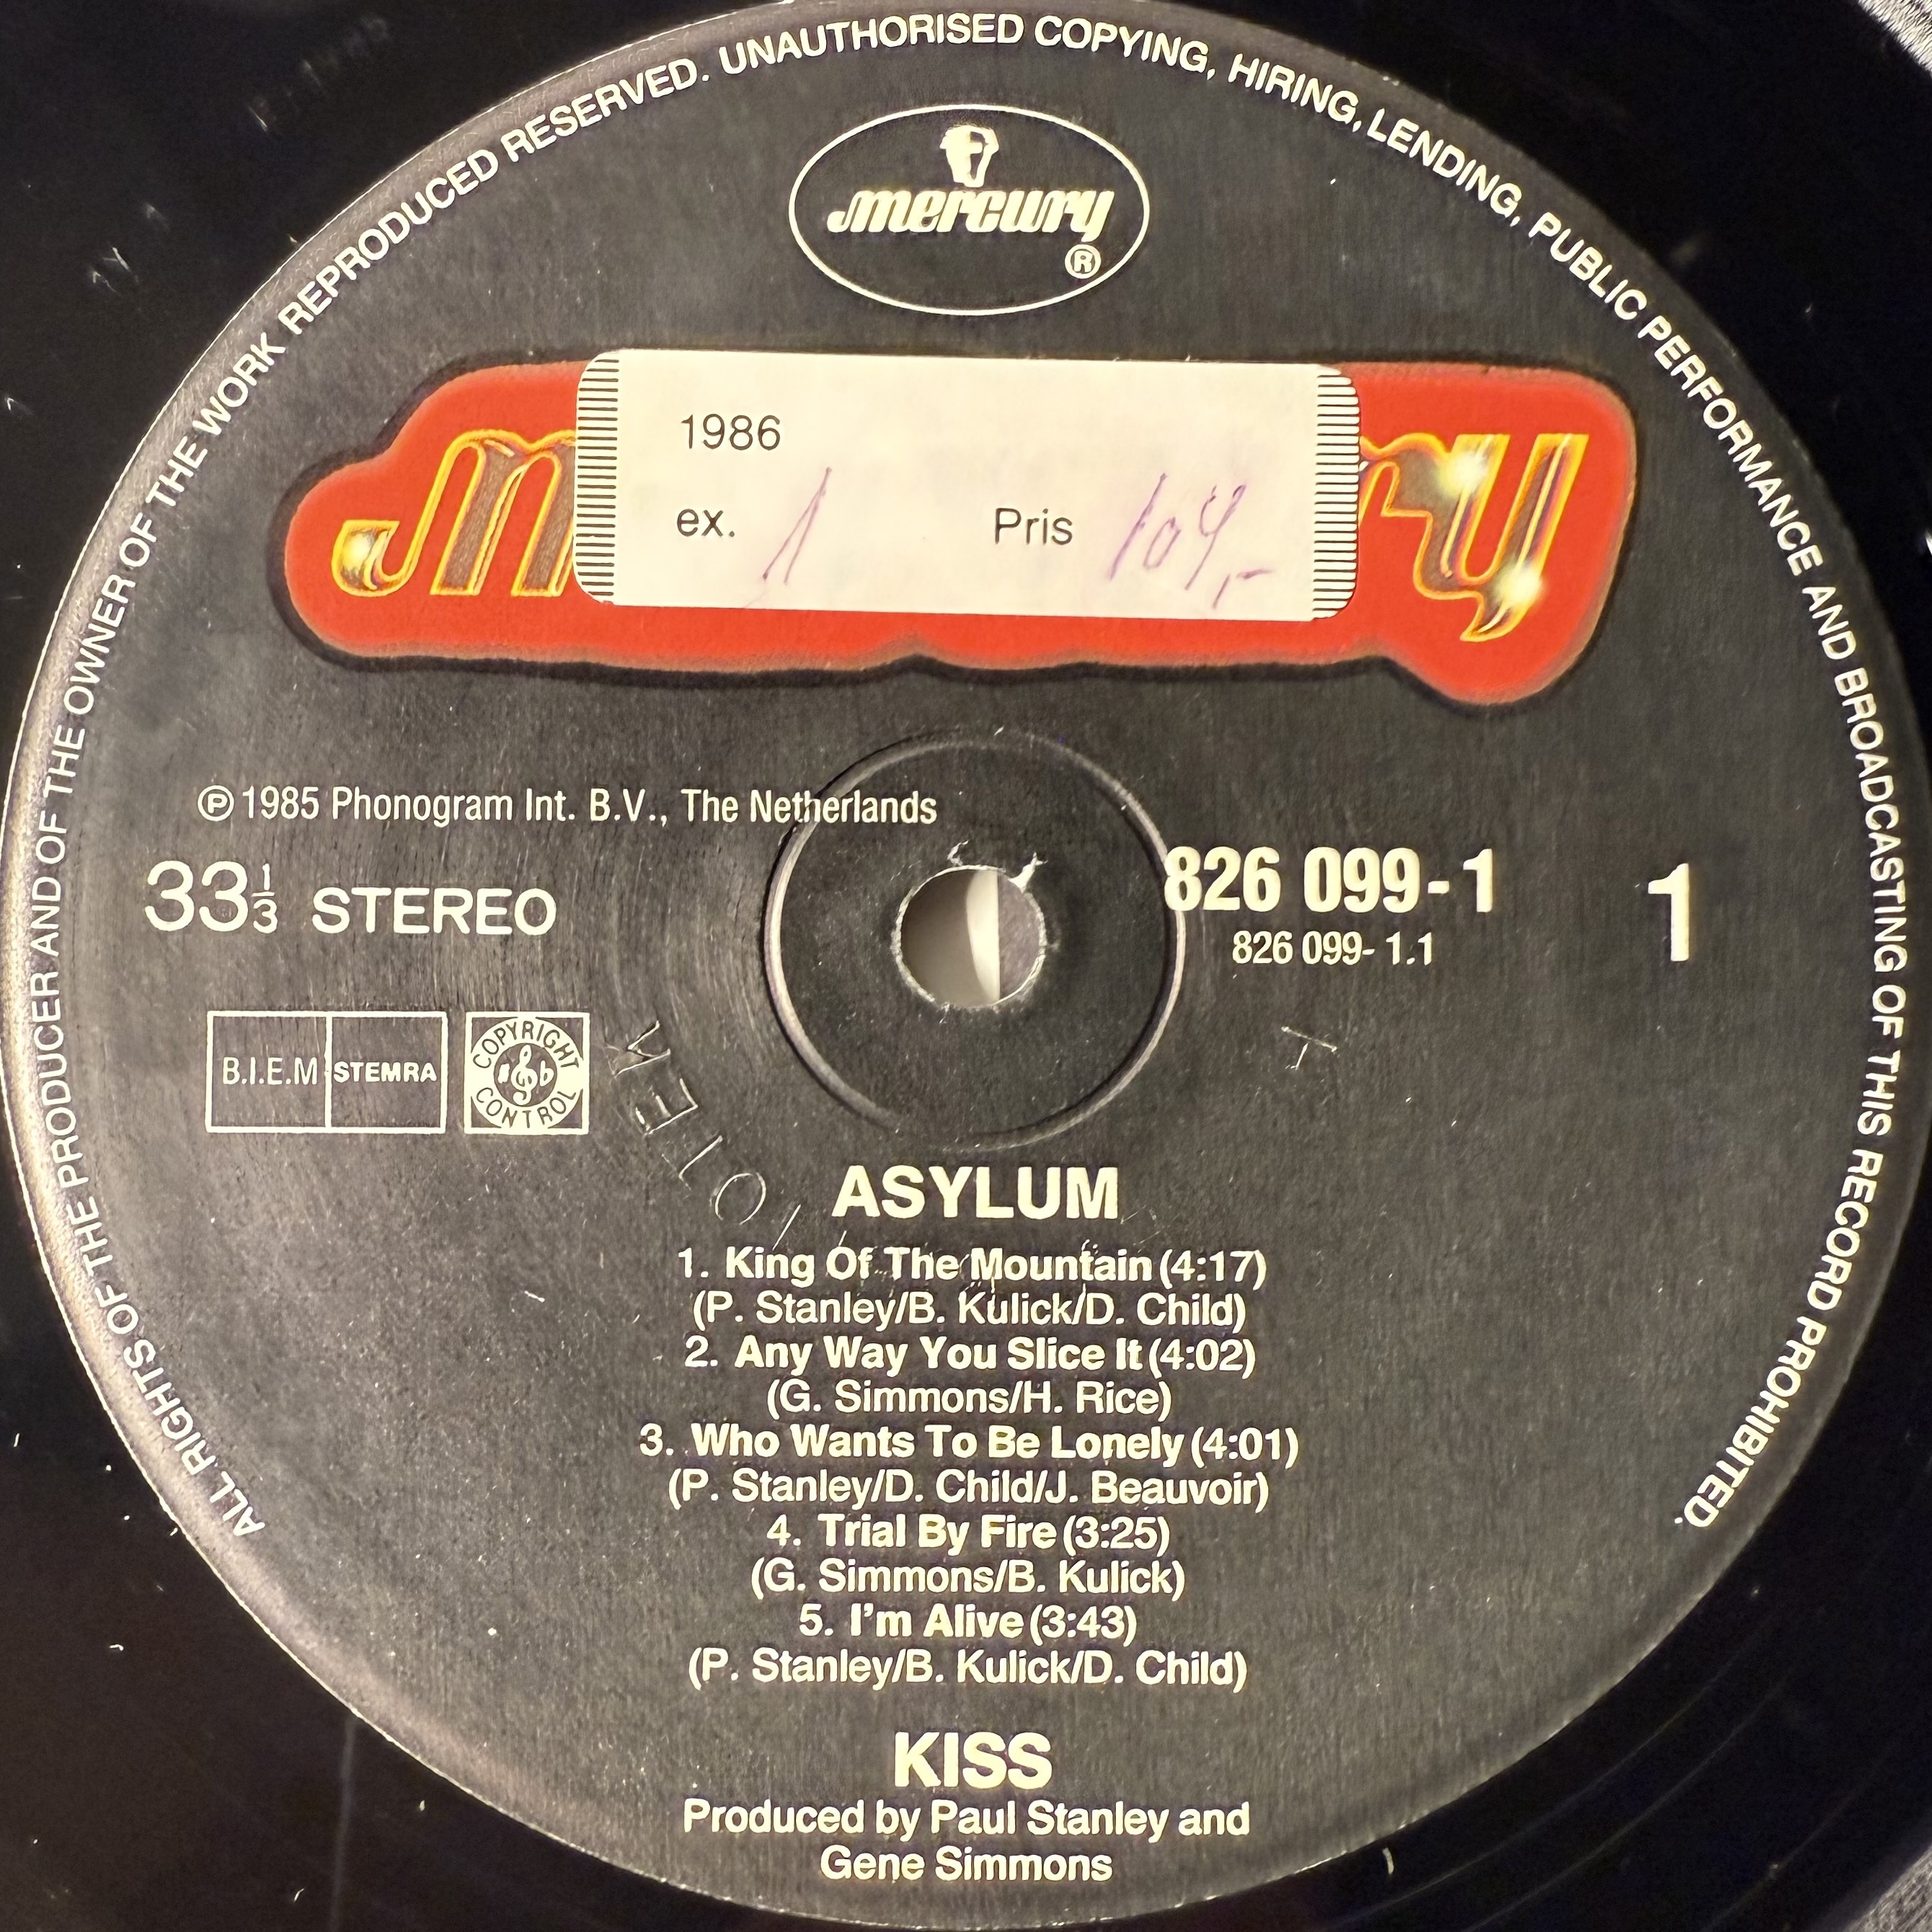 ALL RIGHTS OF THE PRODUCER AND OF THE OWNER OF THE WORK REPRODUCED RESERVED. UNAUTHORISED COPYING, HIRING, LENDING, PUBLIC PERFORMANCE AND BROADCASTING OF THIS RECORD PROHIBITED.
mercury
®
1986
ex. 1 Pris 104,-
℗ 1985 Phonogram Int. B.V., The Netherlands
33⅓ STEREO
826 099-1
826 099-1.1
1
B.I.E.M STEMRA
COPYRIGHT CONTROL
ASYLUM
1. King Of The Mountain (4:17)
(P. Stanley/B. Kulick/D. Child)
2. Any Way You Slice It (4:02)
(G. Simmons/H. Rice)
3. Who Wants To Be Lonely (4:01)
(P. Stanley/D. Child/J. Beauvoir)
4. Trial By Fire (3:25)
(G. Simmons/B. Kulick)
5. I'm Alive (3:43)
(P. Stanley/B. Kulick/D. Child)
KISS
Produced by Paul Stanley and
Gene Simmons